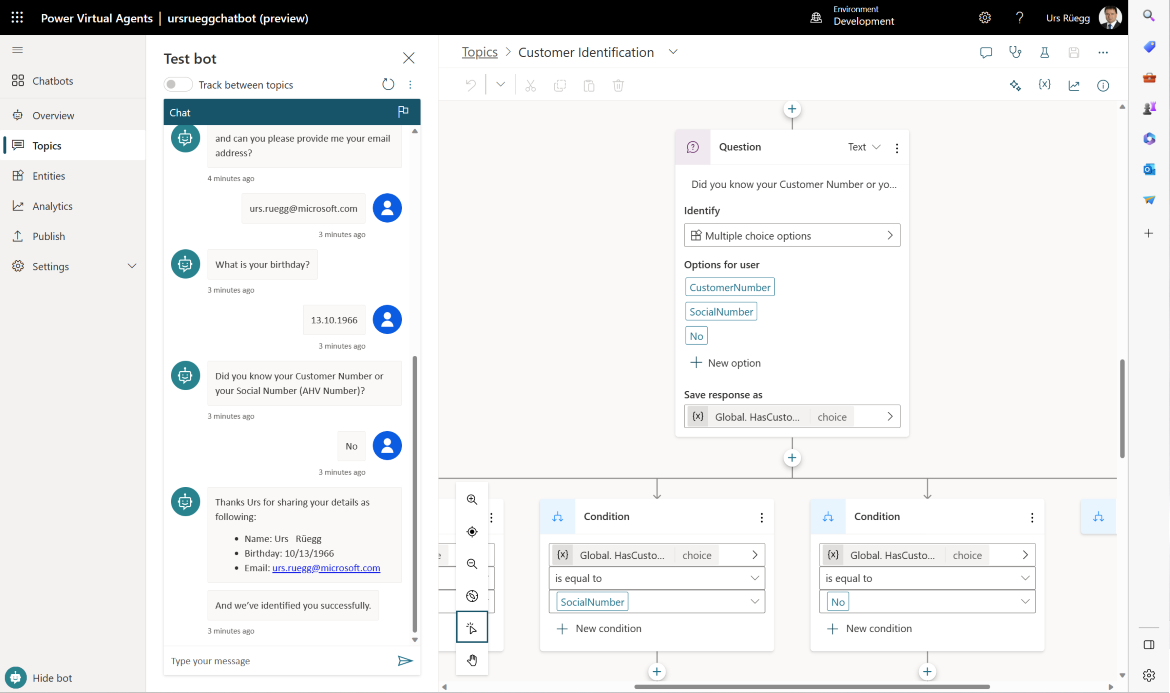 Power Virtual Agents | ursrueggchatbot (preview)
Environment
Development
?
Urs Rüegg
Chatbots
Overview
Topics
Entities
Analytics
Publish
Settings
Hide bot
Test bot
Track between topics
Chat
and can you please provide me your email
address?
4 minutes ago
urs.ruegg@microsoft.com
3 minutes ago
What is your birthday?
3 minutes ago
13.10.1966
3 minutes ago
Did you know your Customer Number or
your Social Number (AHV Number)?
3 minutes ago
No
3 minutes ago
Thanks Urs for sharing your details as
following:
• Name: Urs Rüegg
• Birthday: 10/13/1966
• Email: urs.ruegg@microsoft.com
And we've identified you successfully.
3 minutes ago
Type your message
Topics > Customer Identification
{x}
Question
Text
Did you know your Customer Number or yo...
Identify
Multiple choice options
Options for user
CustomerNumber
SocialNumber
No
New option
Save response as
{x} Global. HasCusto... choice
e
Condition
{x} Global. HasCusto... choice
is equal to
SocialNumber
New condition
Condition
{x} Global. HasCusto... choice
is equal to
No
New condition